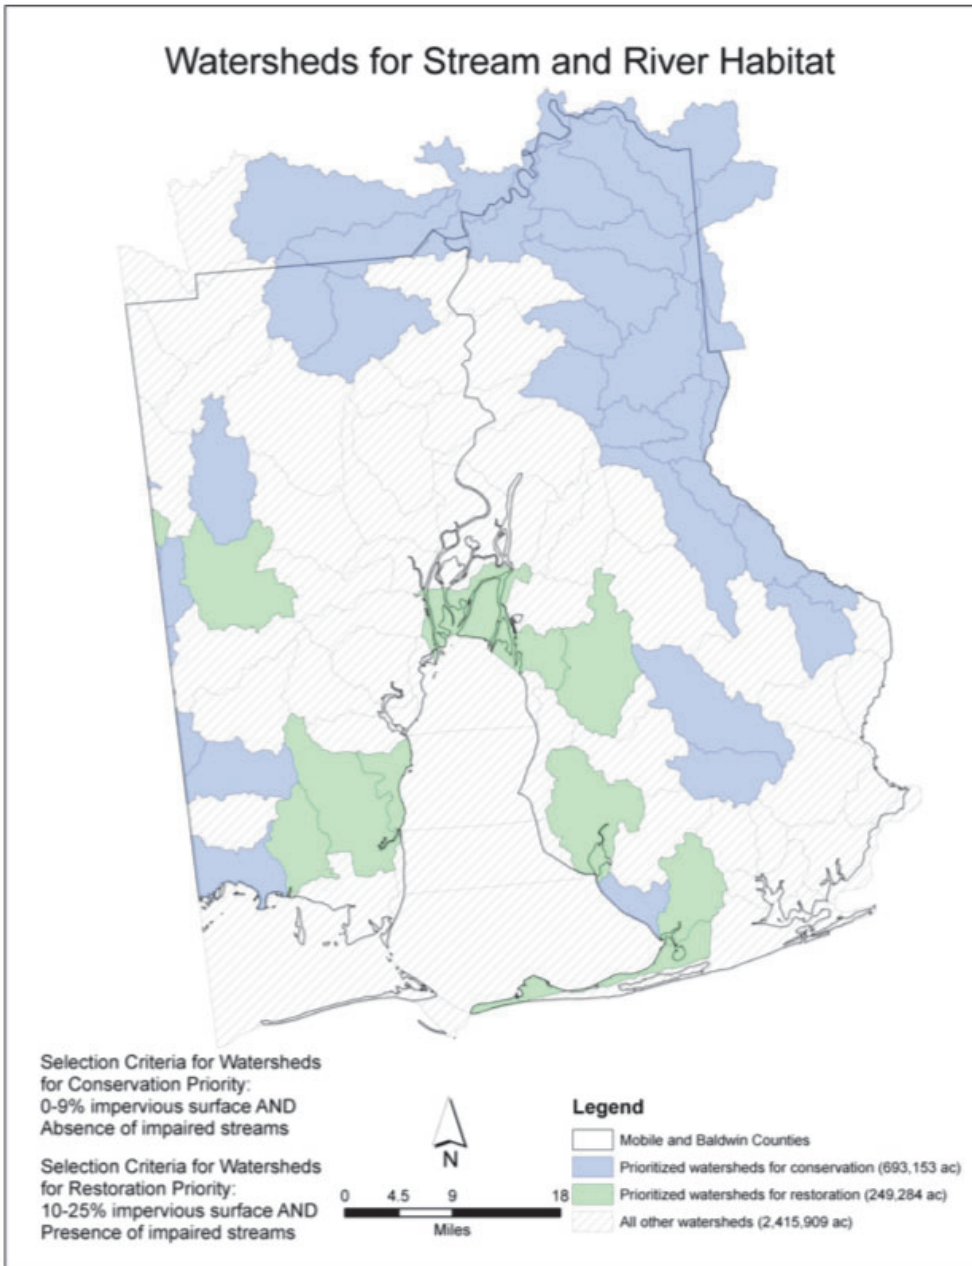 Watersheds for Stream and River Habitat
Selection Criteria for Watersheds
for Conservation Priority:
0-9% impervious surface AND
Absence of impaired streams
Selection Criteria for Watersheds
for Restoration Priority:
10-25% impervious surface AND
Presence of impaired streams
N
0 4.5 9 18
Miles
Legend
Mobile and Baldwin Counties
Prioritized watersheds for conservation (693,153 ac)
Prioritized watersheds for restoration (249,284 ac)
All other watersheds (2,415,909 ac)